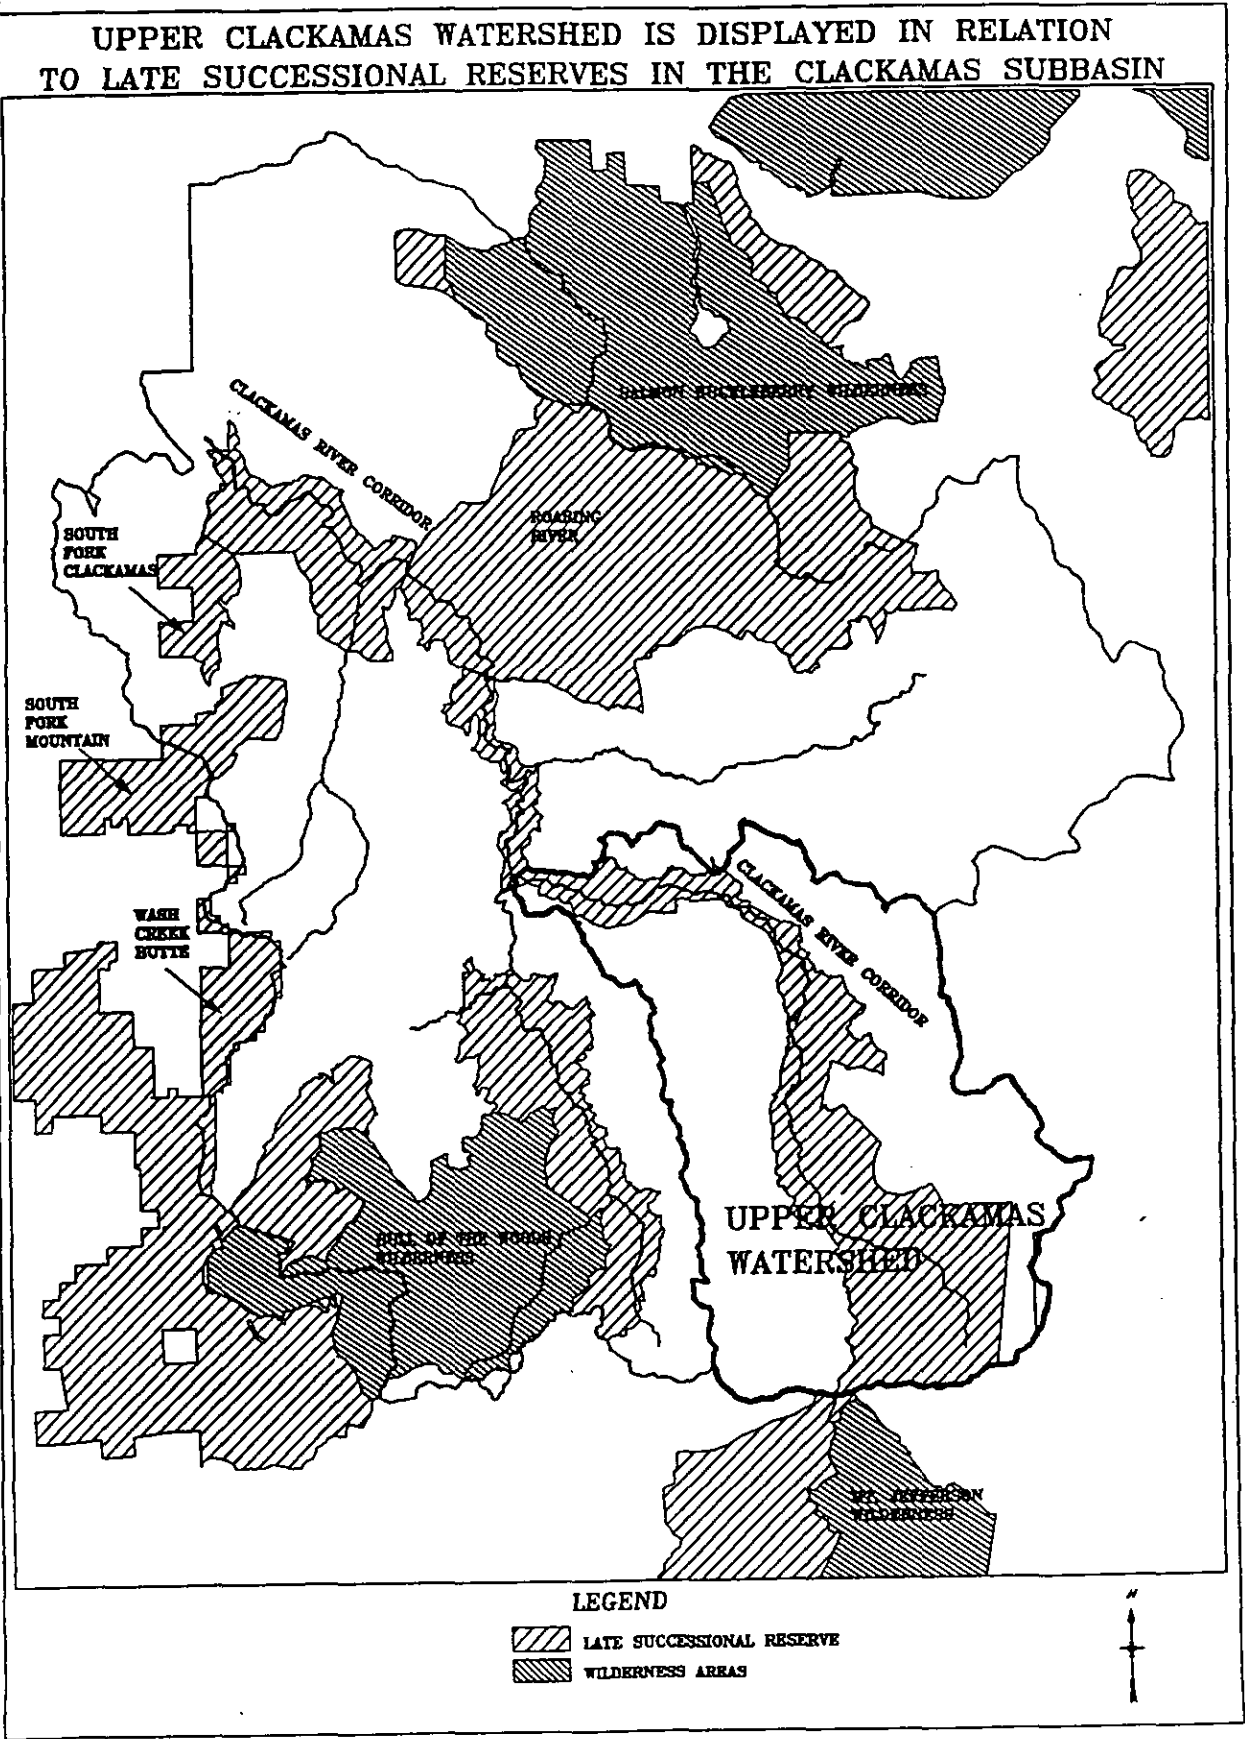 UPPER CLACKAMAS WATERSHED IS DISPLAYED IN RELATION
TO LATE SUCCESSIONAL RESERVES IN THE CLACKAMAS SUBBASIN
SALMON HUCKLEBERRY WILDERNESS
CLACKAMAS RIVER CORRIDOR
ROARING
RIVER
SOUTH
FORK
CLACKAMAS
SOUTH
FORK
MOUNTAIN
CLACKAMAS RIVER CORRIDOR
WASH
CREEK
BUTTE
UPPER CLACKAMAS
WATERSHED
BULL OF THE WOODS
WILDERNESS
MT. JEFFERSON
WILDERNESS
LEGEND
LATE SUCCESSIONAL RESERVE
WILDERNESS AREAS
N